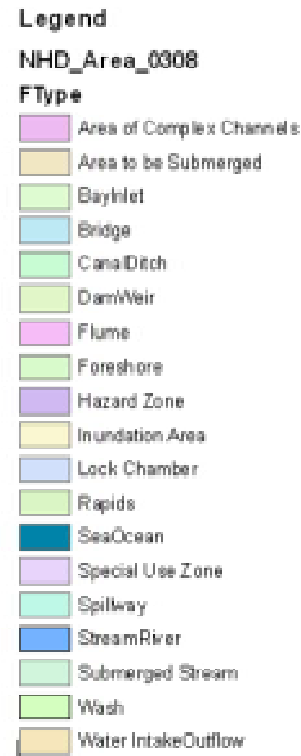 Legend
NHD_Area_0308
FType
Area of Complex Channels
Area to be Submerged
BayInlet
Bridge
CanalDitch
DamWeir
Flume
Foreshore
Hazard Zone
Inundation Area
Lock Chamber
Rapids
SeaOcean
Special Use Zone
Spillway
StreamRiver
Submerged Stream
Wash
Water IntakeOutflow